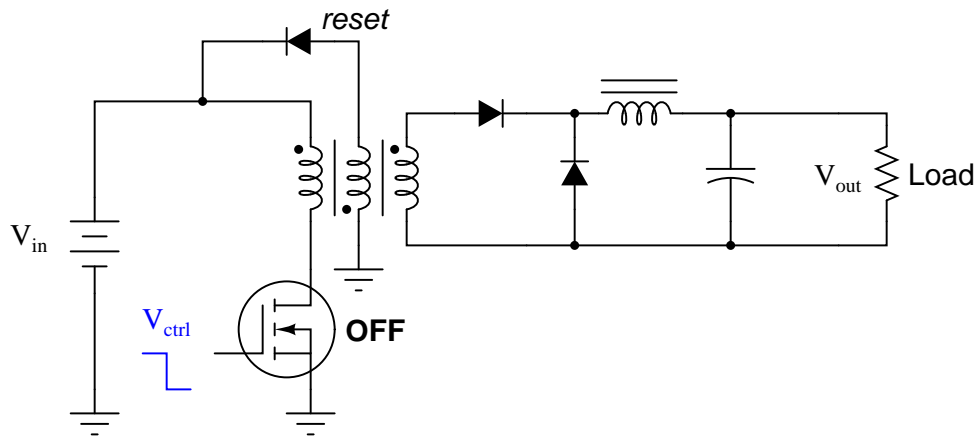 reset
V_in
V_out
Load
V_ctrl
OFF